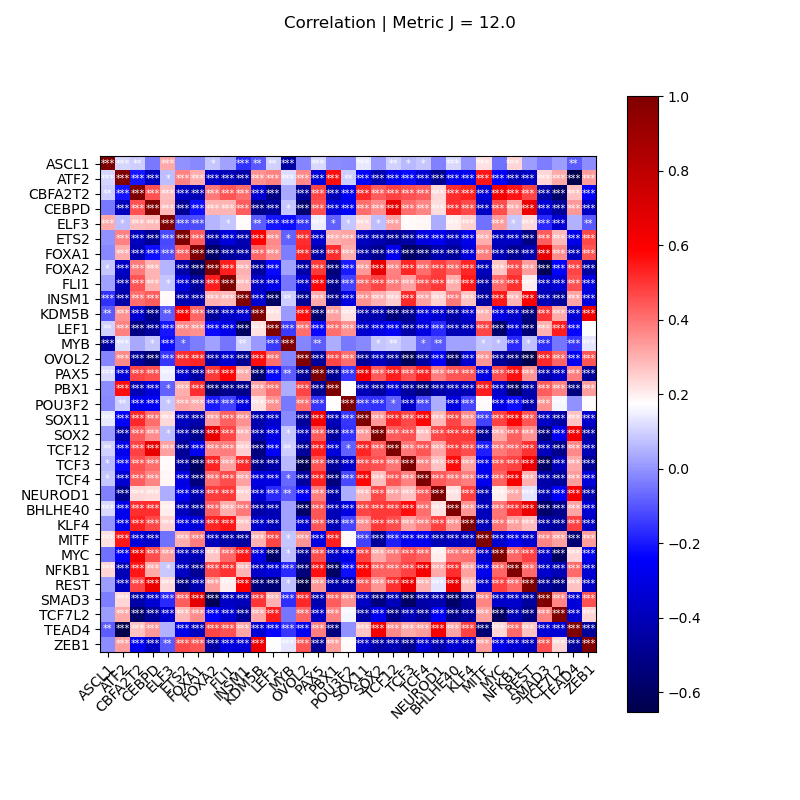 Correlation | Metric J = 12.0
ASCL1
ATF2
CBFA2T2
CEBPD
ELF3
ETS2
FOXA1
FOXA2
FLI1
INSM1
KDM5B
LEF1
MYB
OVOL2
PAX5
PBX1
POU3F2
SOX11
SOX2
TCF12
TCF3
TCF4
NEUROD1
BHLHE40
KLF4
MITF
MYC
NFKB1
REST
SMAD3
TCF7L2
TEAD4
ZEB1
ASCL1
ATF2
CBFA2T2
CEBPD
ELF3
ETS2
FOXA1
FOXA2
FLI1
INSM1
KDM5B
LEF1
MYB
OVOL2
PAX5
PBX1
POU3F2
SOX11
SOX2
TCF12
TCF3
TCF4
NEUROD1
BHLHE40
KLF4
MITF
MYC
NFKB1
REST
SMAD3
TCF7L2
TEAD4
ZEB1
1.0
0.8
0.6
0.4
0.2
0.0
−0.2
−0.4
−0.6